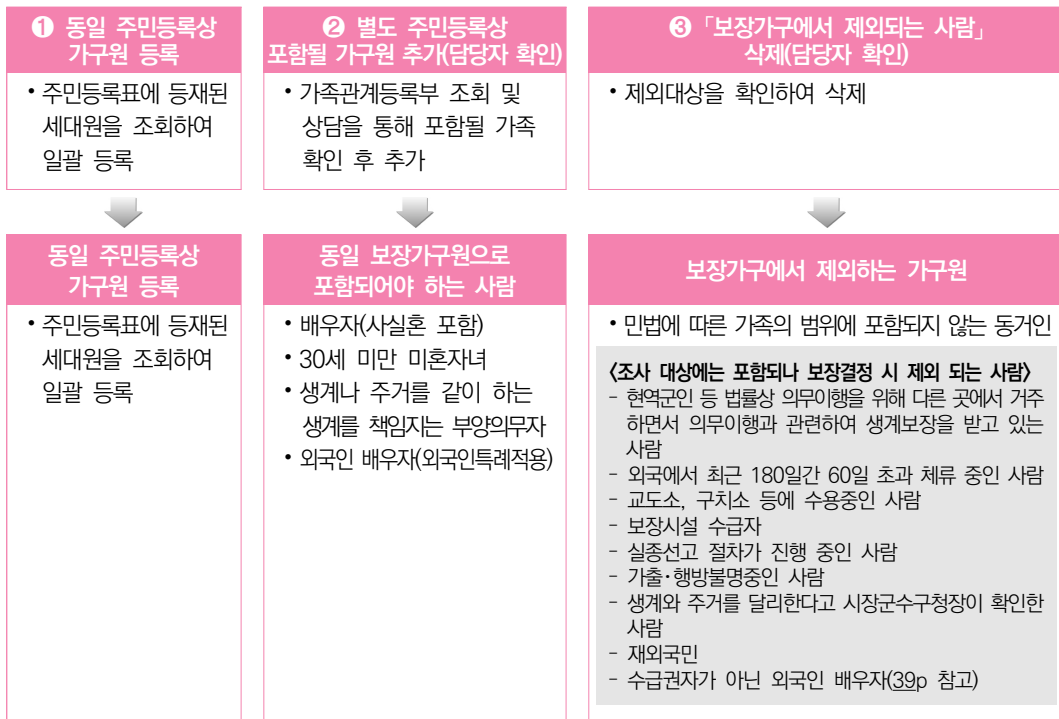 ❶ 동일 주민등록상
가구원 등록
• 주민등록표에 등재된
세대원을 조회하여
일괄 등록
❷ 별도 주민등록상
포함될 가구원 추가(담당자 확인)
• 가족관계등록부 조회 및
상담을 통해 포함될 가족
확인 후 추가
❸ 「보장가구에서 제외되는 사람」
삭제(담당자 확인)
• 제외대상을 확인하여 삭제
동일 주민등록상
가구원 등록
• 주민등록표에 등재된
세대원을 조회하여
일괄 등록
동일 보장가구원으로
포함되어야 하는 사람
• 배우자(사실혼 포함)
• 30세 미만 미혼자녀
• 생계나 주거를 같이 하는
생계를 책임지는 부양의무자
• 외국인 배우자(외국인특례적용)
보장가구에서 제외하는 가구원
• 민법에 따른 가족의 범위에 포함되지 않는 동거인
〈조사 대상에는 포함되나 보장결정 시 제외 되는 사람〉
- 현역군인 등 법률상 의무이행을 위해 다른 곳에서 거주
하면서 의무이행과 관련하여 생계보장을 받고 있는
사람
- 외국에서 최근 180일간 60일 초과 체류 중인 사람
- 교도소, 구치소 등에 수용중인 사람
- 보장시설 수급자
- 실종선고 절차가 진행 중인 사람
- 가출·행방불명중인 사람
- 생계와 주거를 달리한다고 시장군수구청장이 확인한
사람
- 재외국민
- 수급권자가 아닌 외국인 배우자(39p 참고)